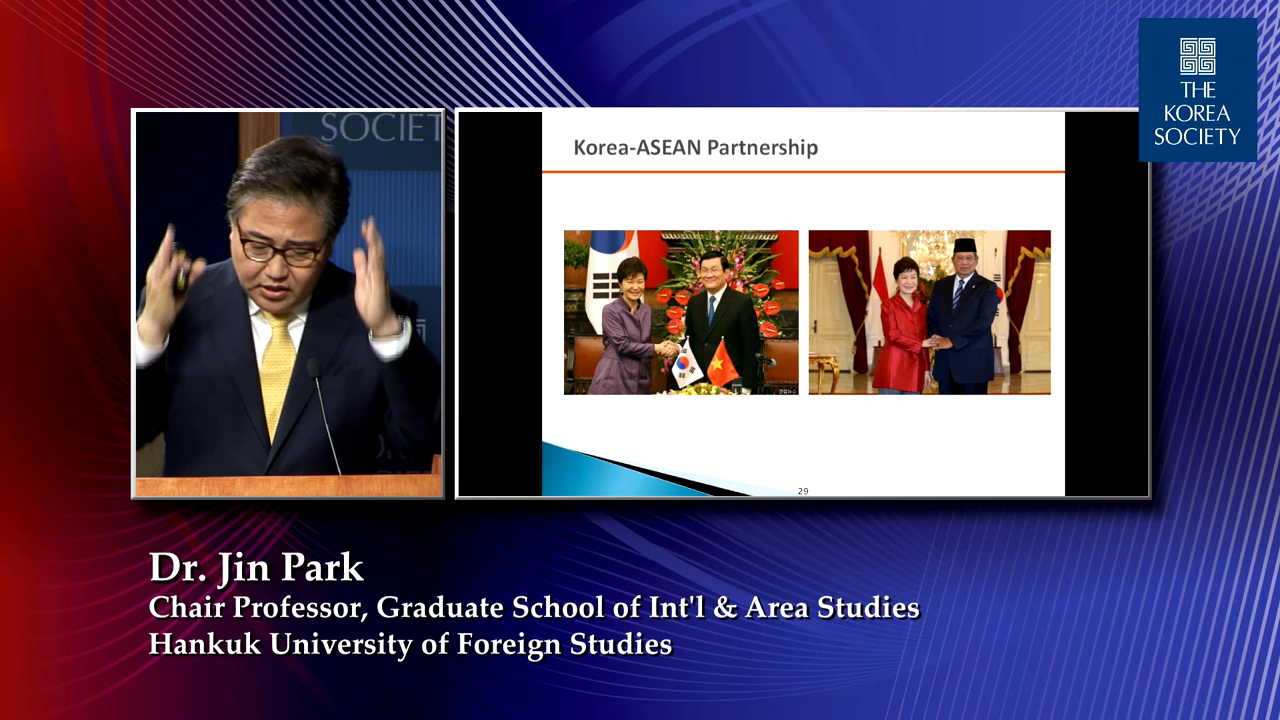 THE
KOREA
SOCIETY
SOCIET
Korea-ASEAN Partnership
29
Dr. Jin Park
Chair Professor, Graduate School of Int'l & Area Studies
Hankuk University of Foreign Studies